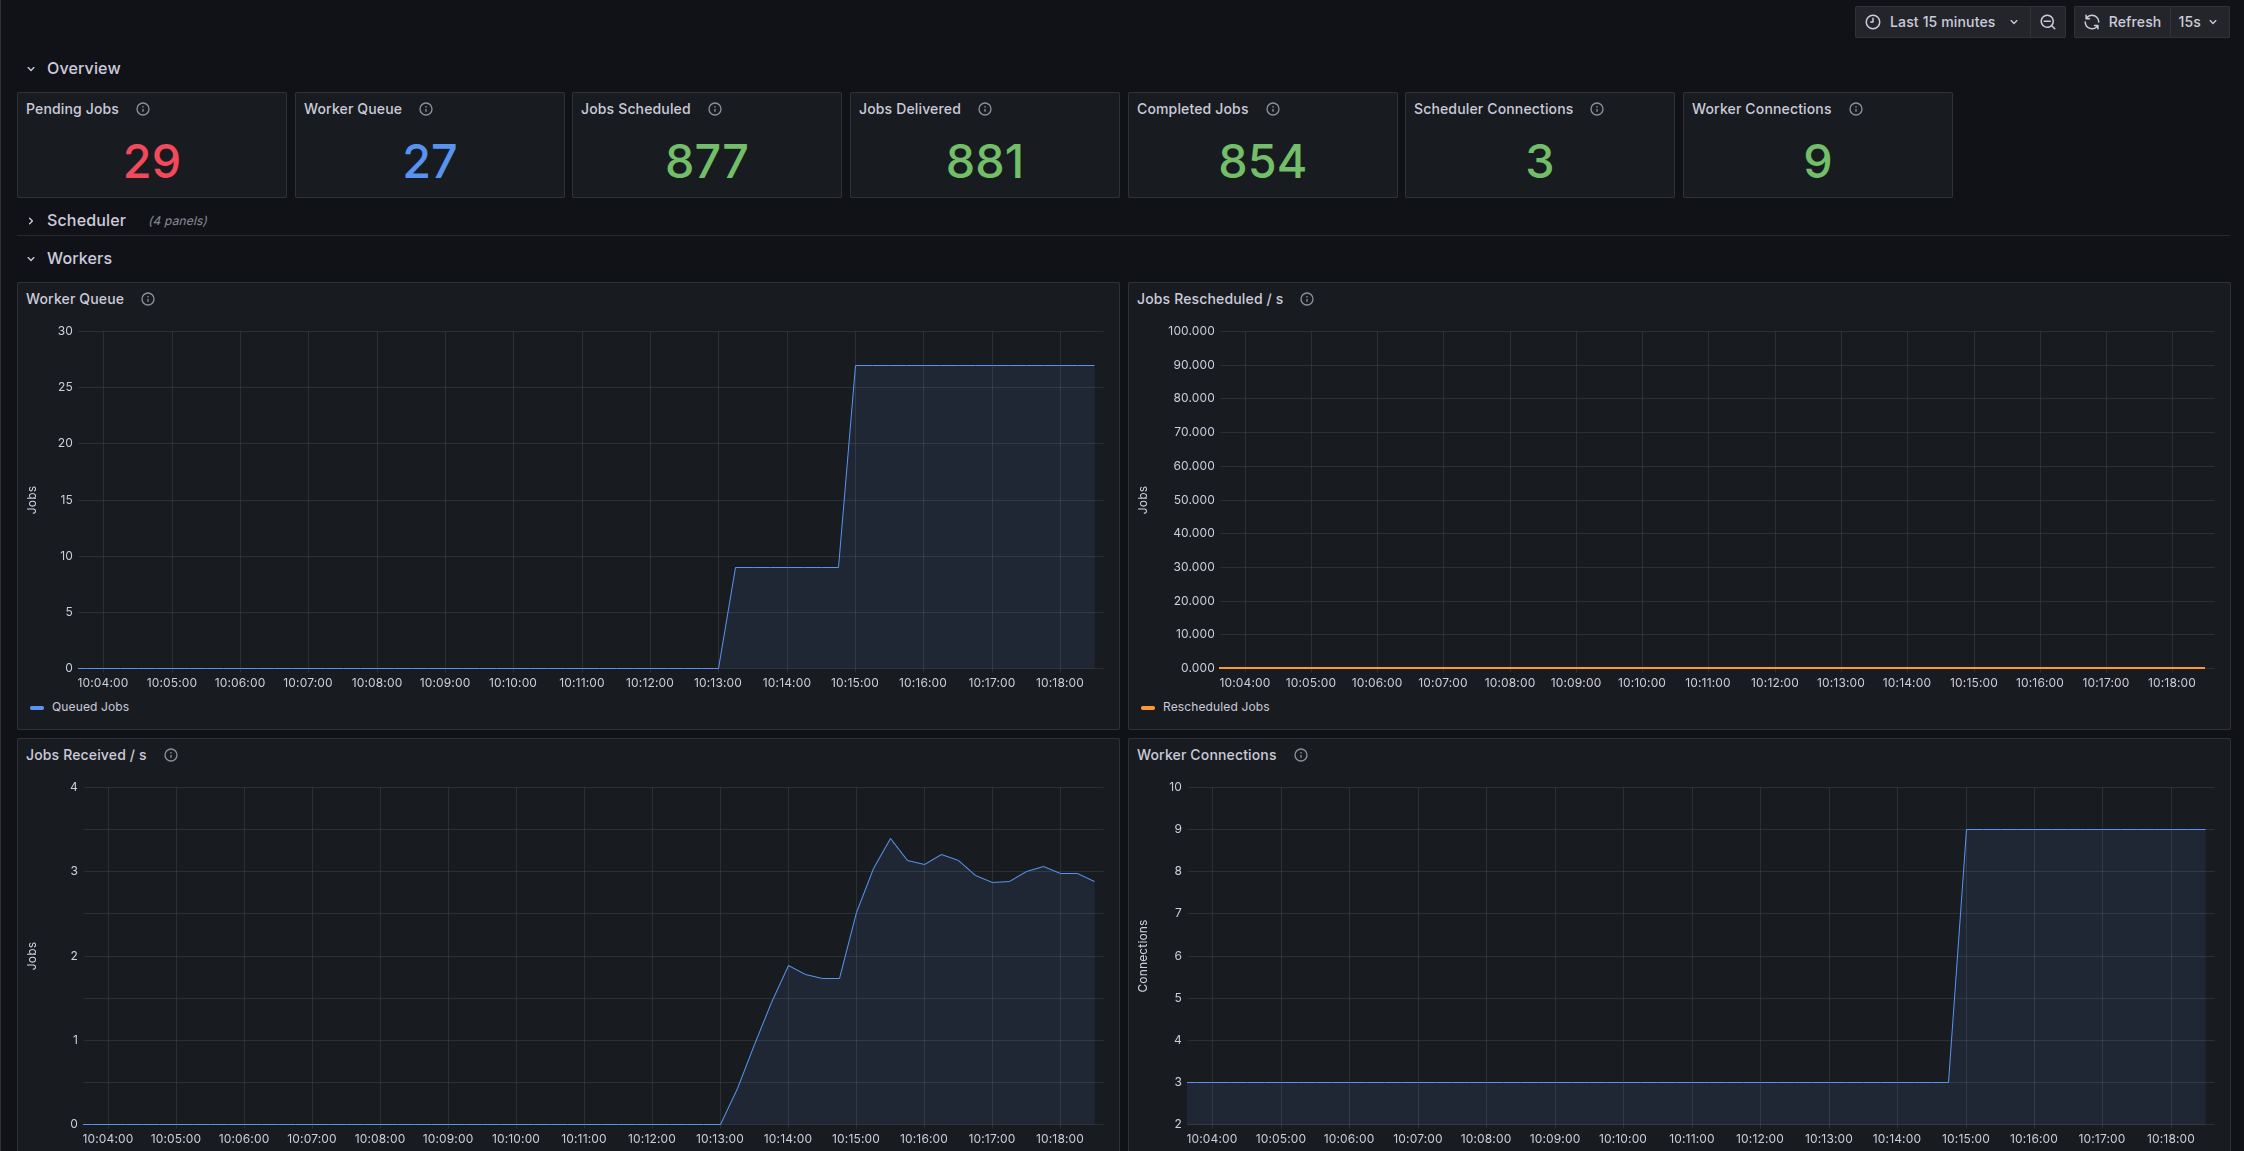 Last 15 minutes
Refresh 15s
Overview
Pending Jobs
29
Worker Queue
27
Jobs Scheduled
877
Jobs Delivered
881
Completed Jobs
854
Scheduler Connections
3
Worker Connections
9
Scheduler (4 panels)
Workers
Worker Queue
30
25
20
15
10
5
0
Jobs
10:04:00 10:05:00 10:06:00 10:07:00 10:08:00 10:09:00 10:10:00 10:11:00 10:12:00 10:13:00 10:14:00 10:15:00 10:16:00 10:17:00 10:18:00
Queued Jobs
Jobs Rescheduled / s
100.000
90.000
80.000
70.000
60.000
50.000
40.000
30.000
20.000
10.000
0.000
Jobs
10:04:00 10:05:00 10:06:00 10:07:00 10:08:00 10:09:00 10:10:00 10:11:00 10:12:00 10:13:00 10:14:00 10:15:00 10:16:00 10:17:00 10:18:00
Rescheduled Jobs
Jobs Received / s
4
3
2
1
0
Jobs
10:04:00 10:05:00 10:06:00 10:07:00 10:08:00 10:09:00 10:10:00 10:11:00 10:12:00 10:13:00 10:14:00 10:15:00 10:16:00 10:17:00 10:18:00
Worker Connections
10
9
8
7
6
5
4
3
2
Connections
10:04:00 10:05:00 10:06:00 10:07:00 10:08:00 10:09:00 10:10:00 10:11:00 10:12:00 10:13:00 10:14:00 10:15:00 10:16:00 10:17:00 10:18:00